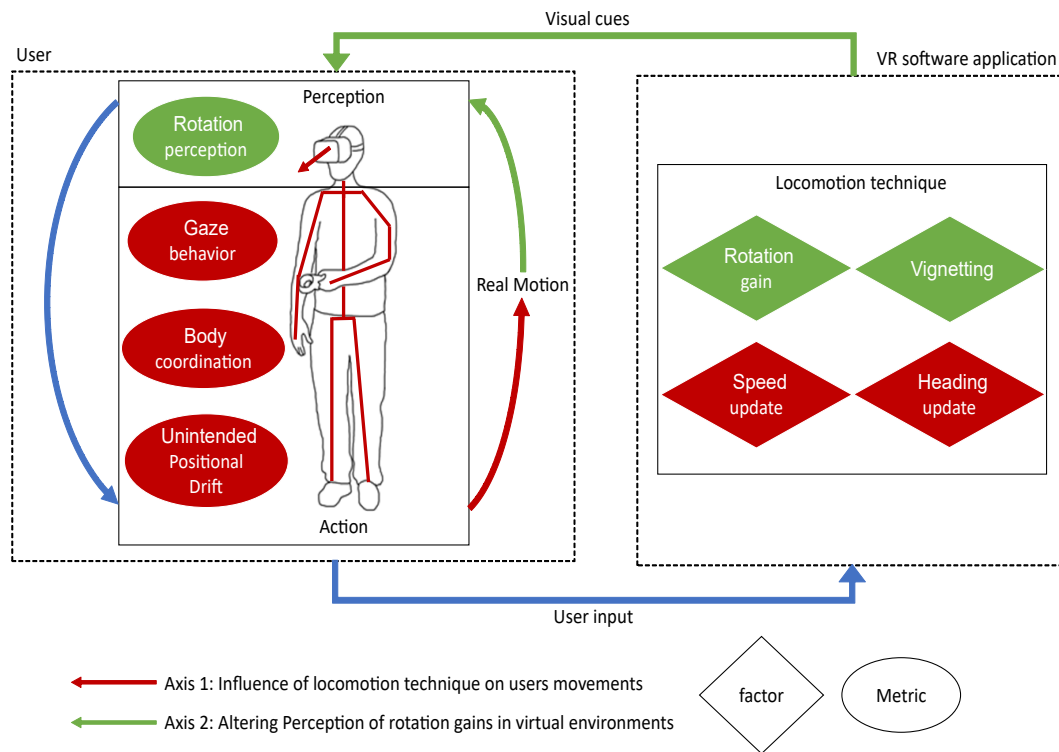 Visual cues
User
VR software application
Perception
Rotation
perception
Locomotion technique
Gaze
behavior
Rotation
gain
Vignetting
Real Motion
Body
coordination
Speed
update
Heading
update
Unintended
Positional
Drift
Action
User input
Axis 1: Influence of locomotion technique on users movements
factor
Metric
Axis 2: Altering Perception of rotation gains in virtual environments